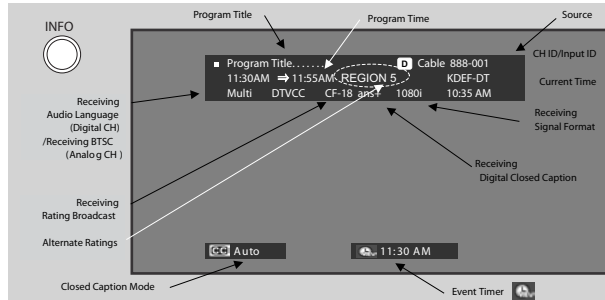 INFO
Program Title
Program Time
Source
Program Title.......
D Cable 888-001
CH ID/Input ID
11:30AM ⇒ 11:55AM REGION 5
KDEF-DT
Current Time
Multi DTVCC CF-18 ans+ 1080i 10:35 AM
Receiving
Audio Language
(Digital CH)
/Receiving BTSC
(Analog CH )
Receiving
Signal Format
Receiving
Digital Closed Caption
Receiving
Rating Broadcast
Alternate Ratings
CC Auto
11:30 AM
Closed Caption Mode
Event Timer